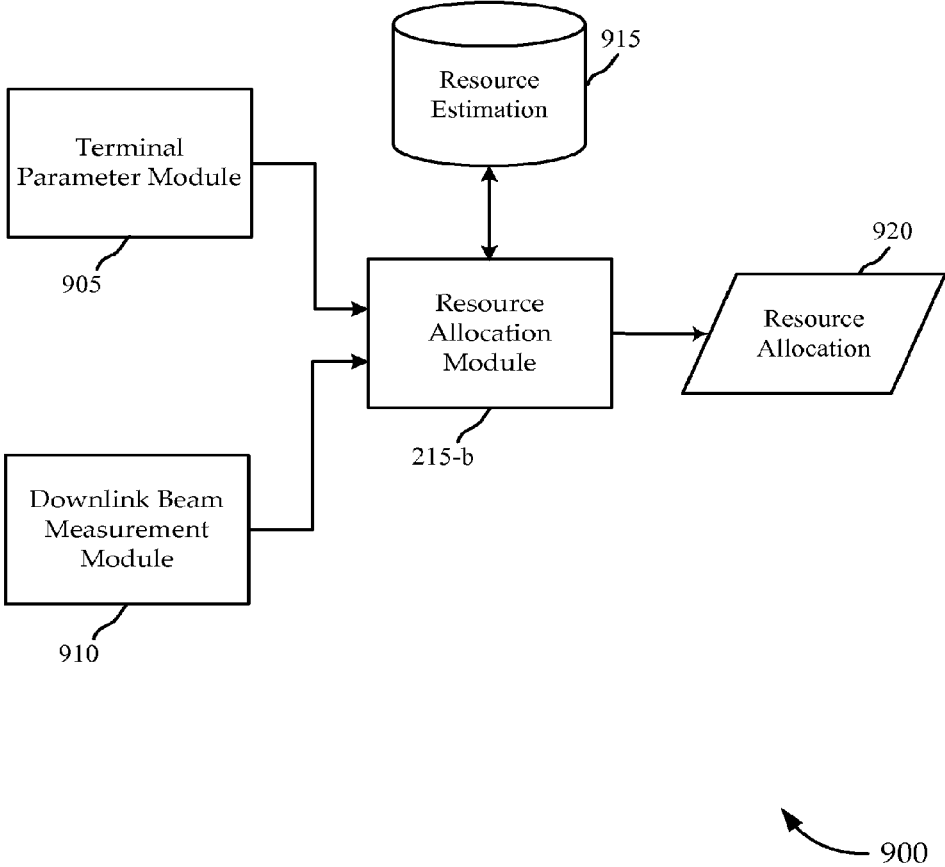 915
Resource
Estimation
Terminal
Parameter Module
905
920
Resource
Allocation
Module
Resource
Allocation
215-b
Downlink Beam
Measurement
Module
910
900